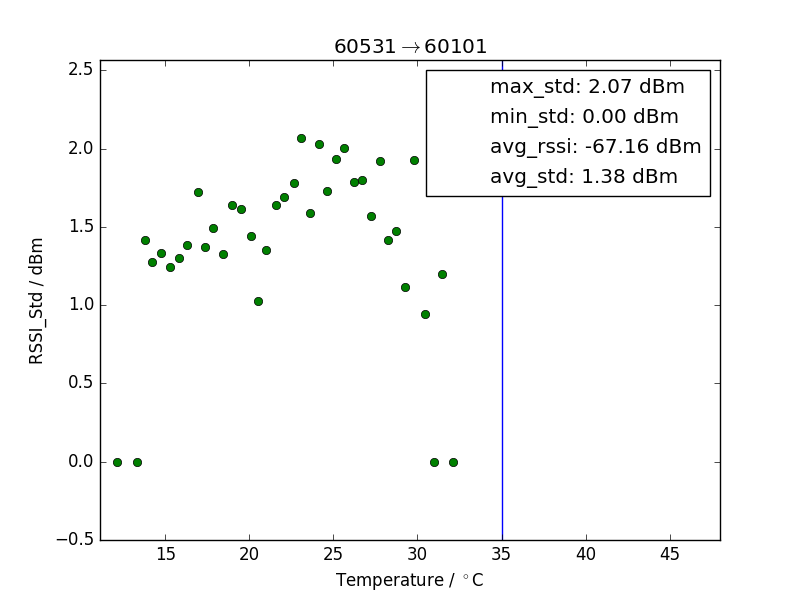 60531→60101
max_std: 2.07 dBm
min_std: 0.00 dBm
avg_rssi: -67.16 dBm
avg_std: 1.38 dBm
RSSI_Std / dBm
2.5
2.0
1.5
1.0
0.5
0.0
−0.5
15 20 25 30 35 40 45
Temperature / °C